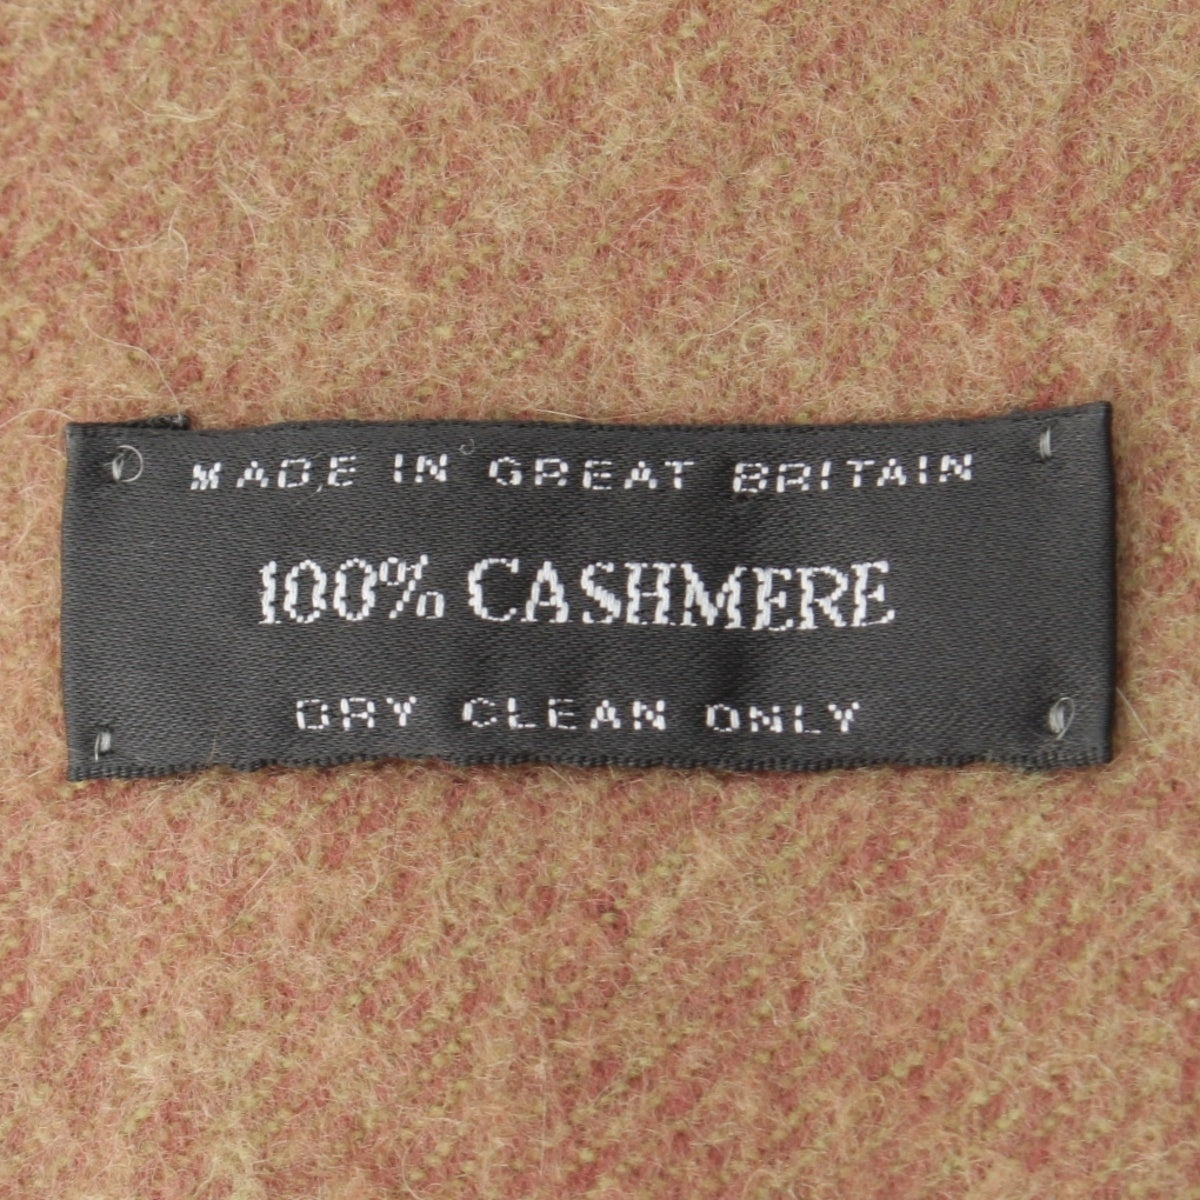 MADE IN GREAT BRITAIN
100% CASHMERE
DRY CLEAN ONLY